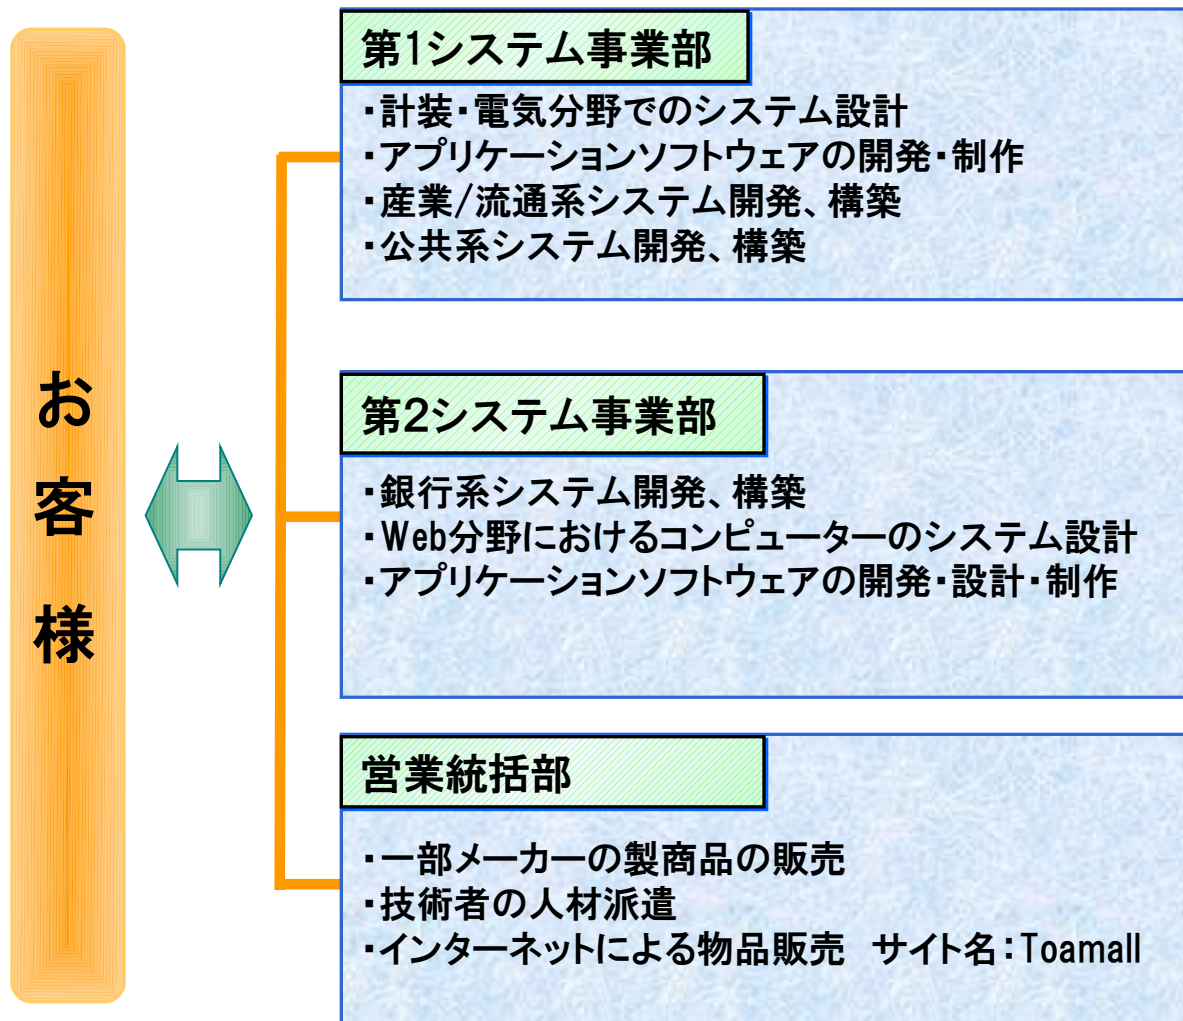 お客様
第1システム事業部
・計装・電気分野でのシステム設計
・アプリケーションソフトウェアの開発・制作
・産業/流通系システム開発、構築
・公共系システム開発、構築
第2システム事業部
・銀行系システム開発、構築
・Web分野におけるコンピューターのシステム設計
・アプリケーションソフトウェアの開発・設計・制作
営業統括部
・一部メーカーの製商品の販売
・技術者の人材派遣
・インターネットによる物品販売　サイト名：Toamall